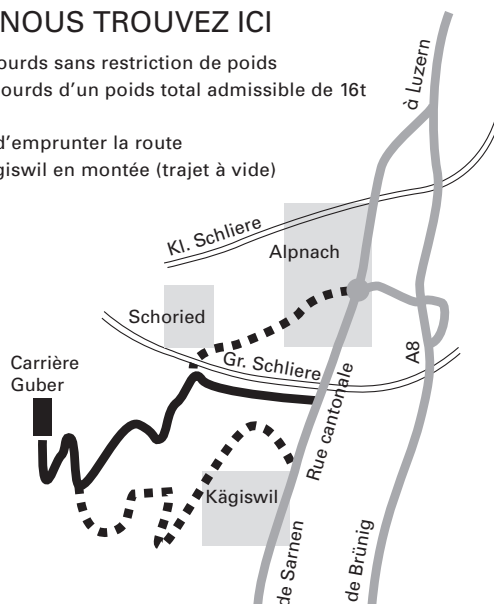 NOUS TROUVEZ ICI
ourds sans restriction de poids
ourds d'un poids total admissible de 16t
d'emprunter la route
giswil en montée (trajet à vide)
à Luzern
Kl. Schliere
Alpnach
Schoried
Gr. Schliere
A8
Carrière
Guber
Rue cantonale
Kägiswil
de Sarnen
de Brünig